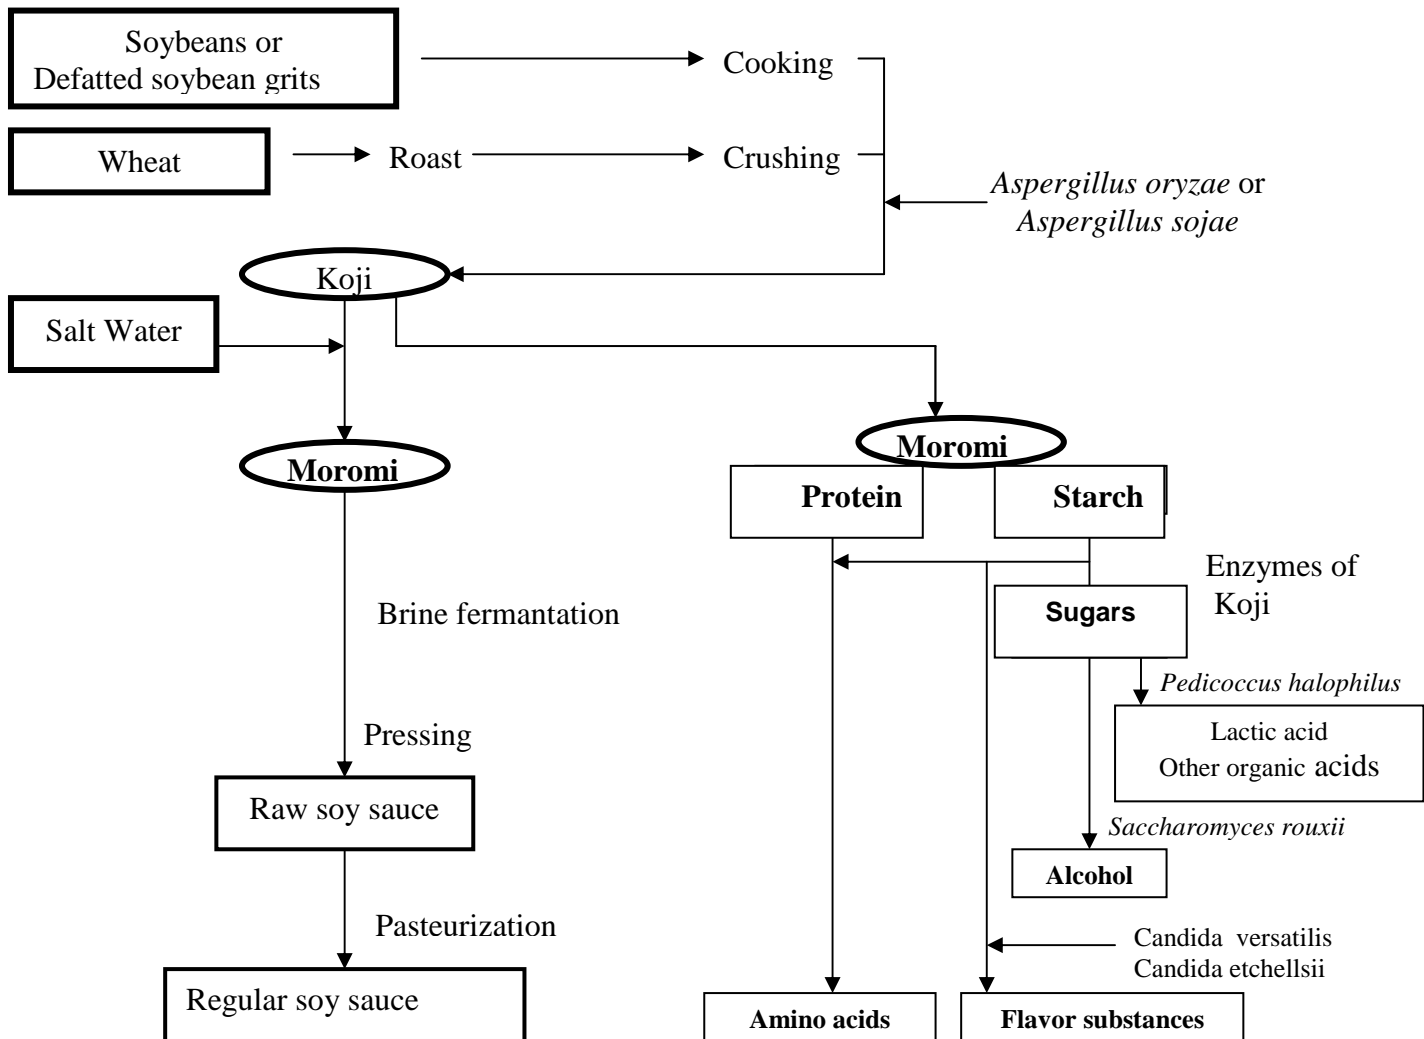 Soybeans or
Defatted soybean grits
Cooking
Wheat
Roast
Crushing
Aspergillus oryzae or
Aspergillus sojae
Koji
Salt Water
Moromi
Moromi
Protein
Starch
Enzymes of
Koji
Sugars
Brine fermantation
Pedicoccus halophilus
Lactic acid
Other organic acids
Pressing
Raw soy sauce
Saccharomyces rouxii
Alcohol
Pasteurization
Candida versatilis
Candida etchellsii
Regular soy sauce
Amino acids
Flavor substances